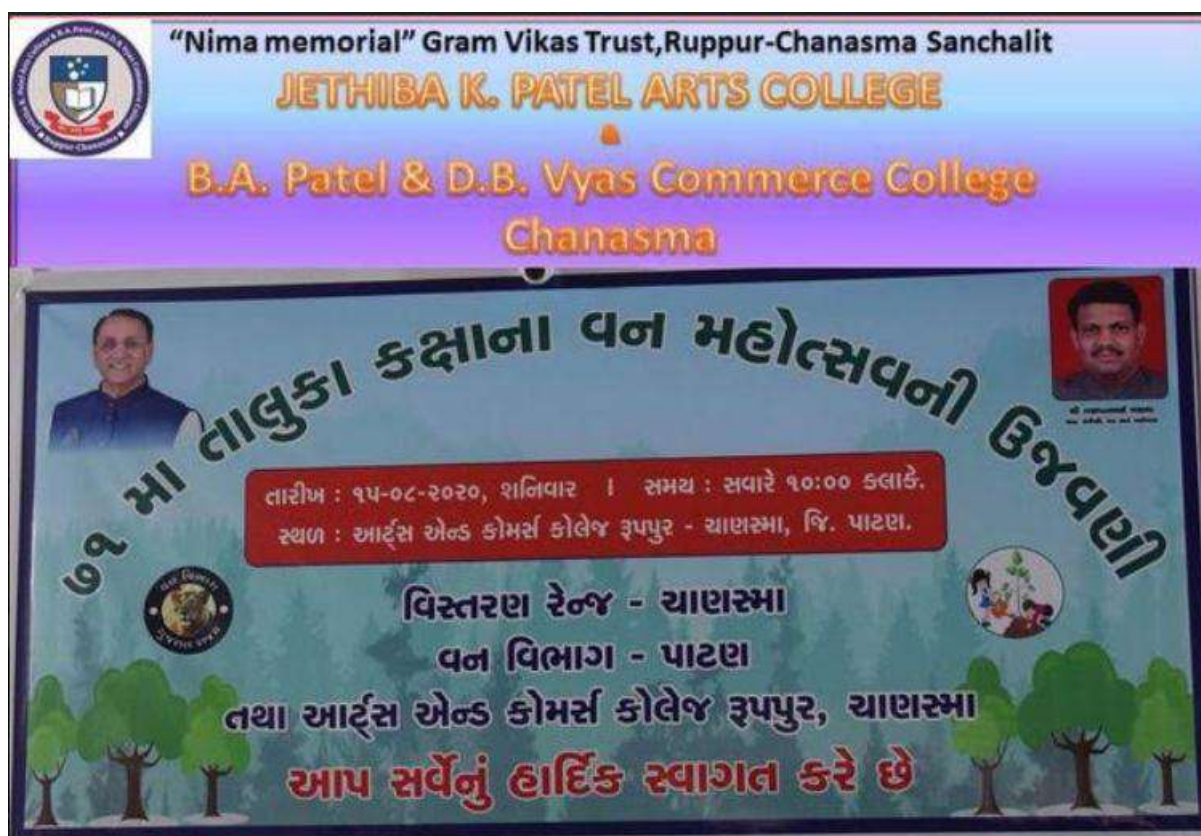 "Nima memorial" Gram Vikas Trust,Ruppur-Chanasma Sanchalit
JETHIBA K. PATEL ARTS COLLEGE
&
B.A. Patel & D.B. Vyas Commerce College
Chanasma
૭૧ મા તાલુકા કક્ષાના વન મહોત્સવની ઉજવણી
તારીખ : ૧૫-૦૮-૨૦૨૦, શનિવાર । સમય : સવારે ૧૦:૦૦ કલાકે.
સ્થળ : આર્ટ્સ એન્ડ કોમર્સ કોલેજ રૂપપુર - ચાણસ્મા, જિ. પાટણ.
વિસ્તરણ રેન્જ - ચાણસ્મા
વન વિભાગ - પાટણ
તથા આર્ટ્સ એન્ડ કોમર્સ કોલેજ રૂપપુર, ચાણસ્મા
આપ સર્વેનું હાર્દિક સ્વાગત કરે છે